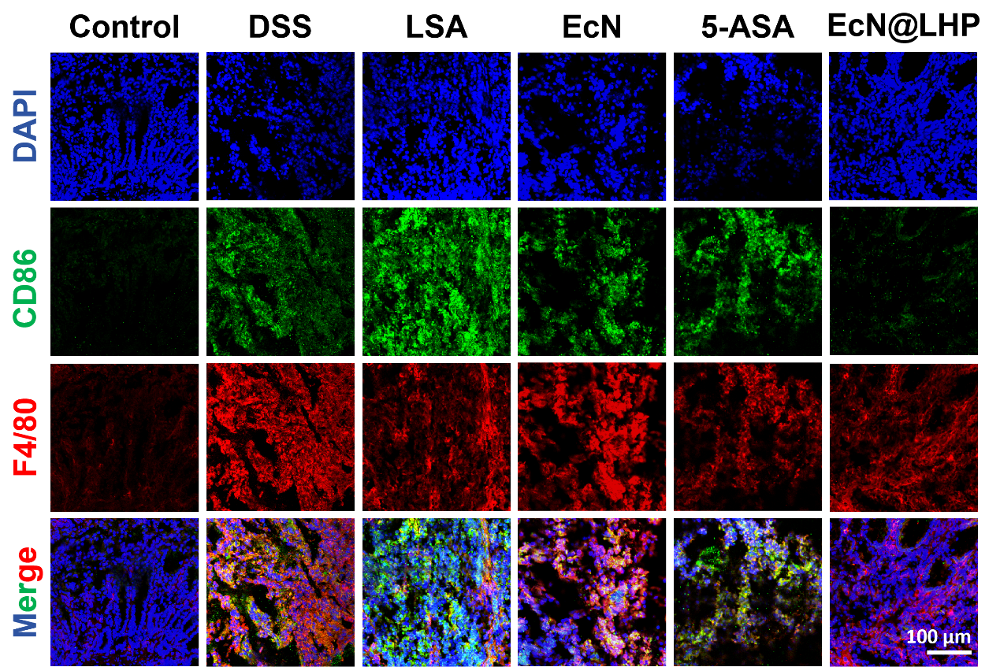 Control DSS LSA EcN 5-ASA EcN@LHP
DAPI
CD86
F4/80
Merge
100 μm